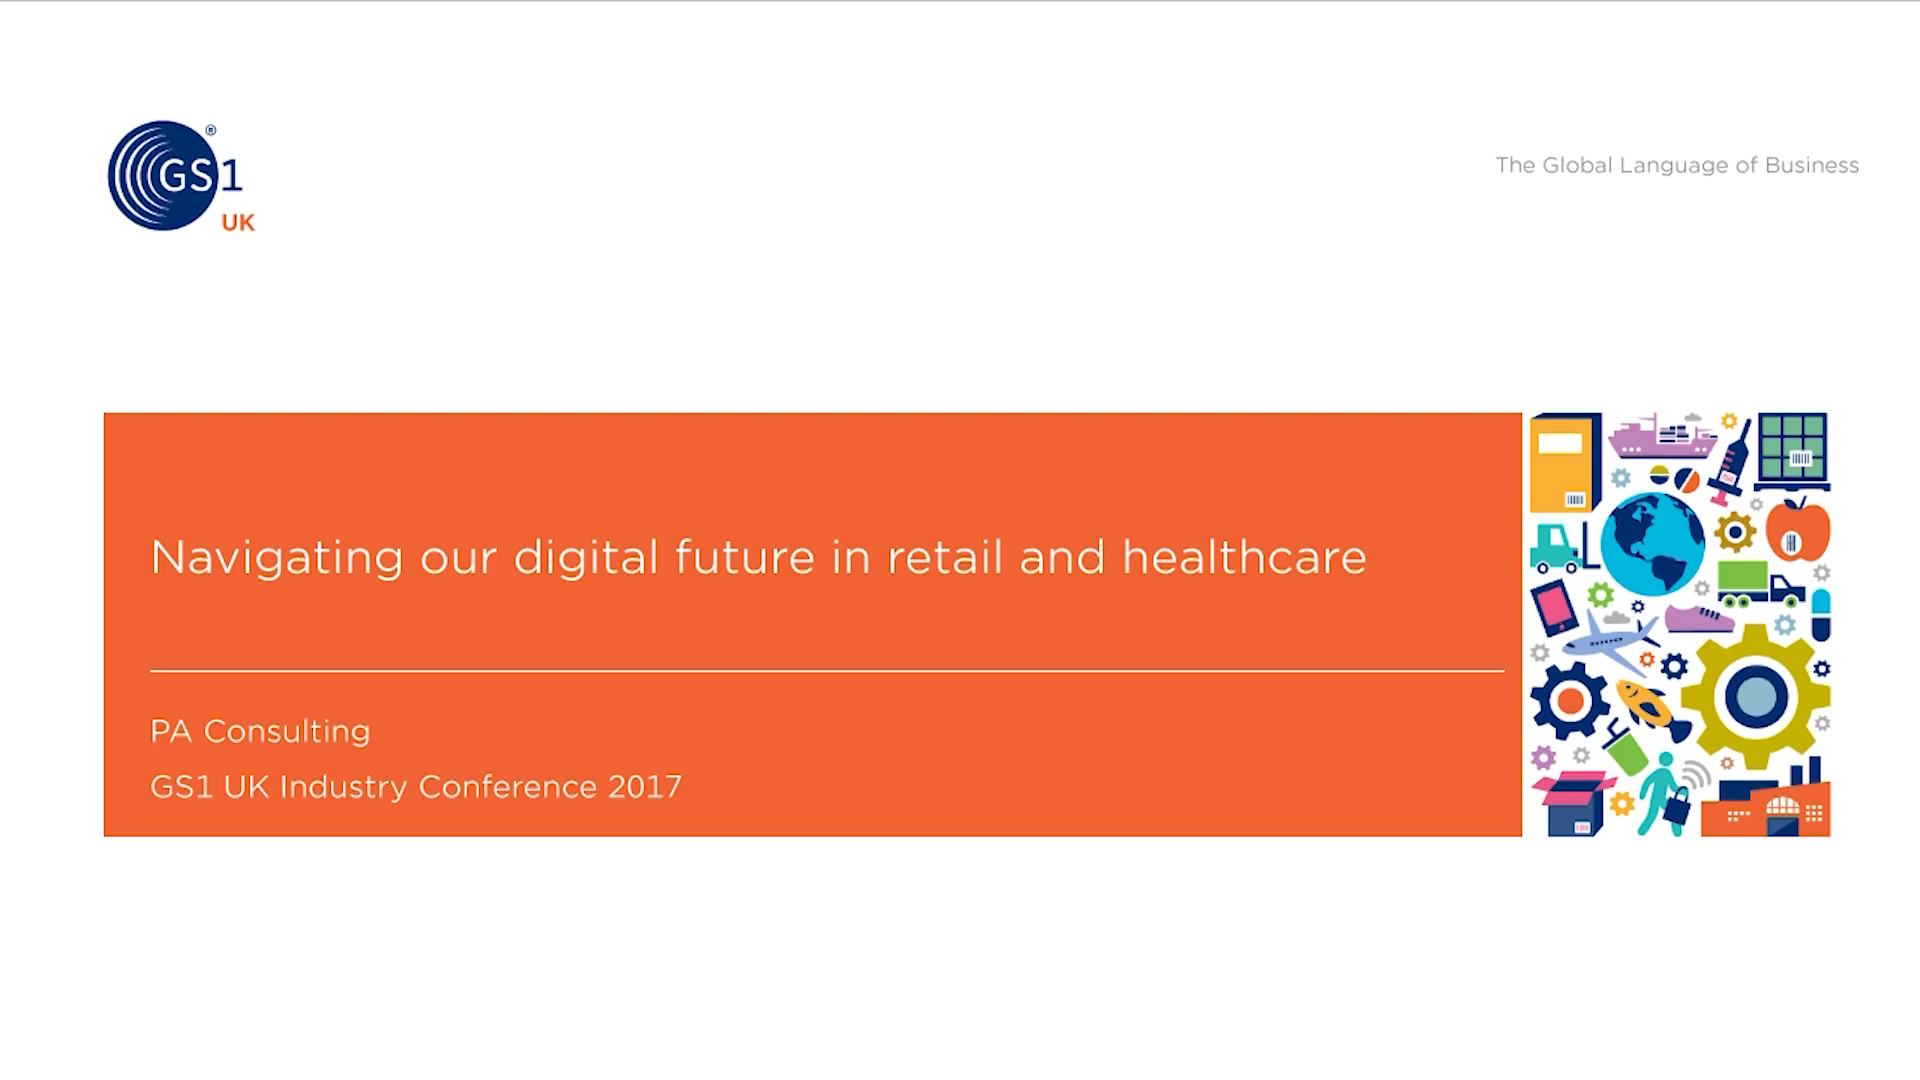 GS1®
UK
The Global Language of Business
Navigating our digital future in retail and healthcare
PA Consulting
GS1 UK Industry Conference 2017